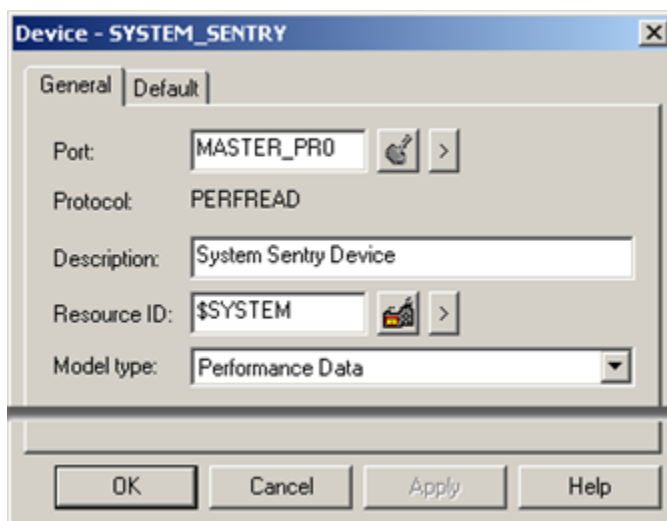 Device - SYSTEM_SENTRY
General Default
Port: MASTER_PR0 >
Protocol: PERFREAD
Description: System Sentry Device
Resource ID: $SYSTEM >
Model type: Performance Data
OK Cancel Apply Help